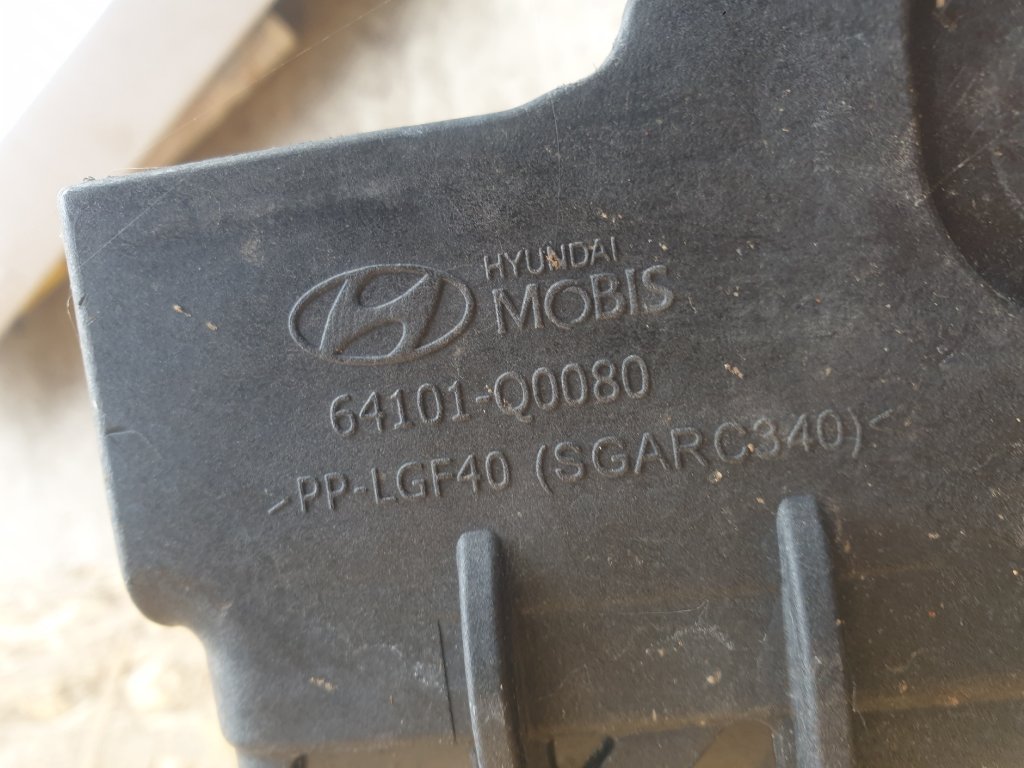 HYUNDAI
MOBIS
64101-Q0080
>PP-LGF40 (SGARC340)<